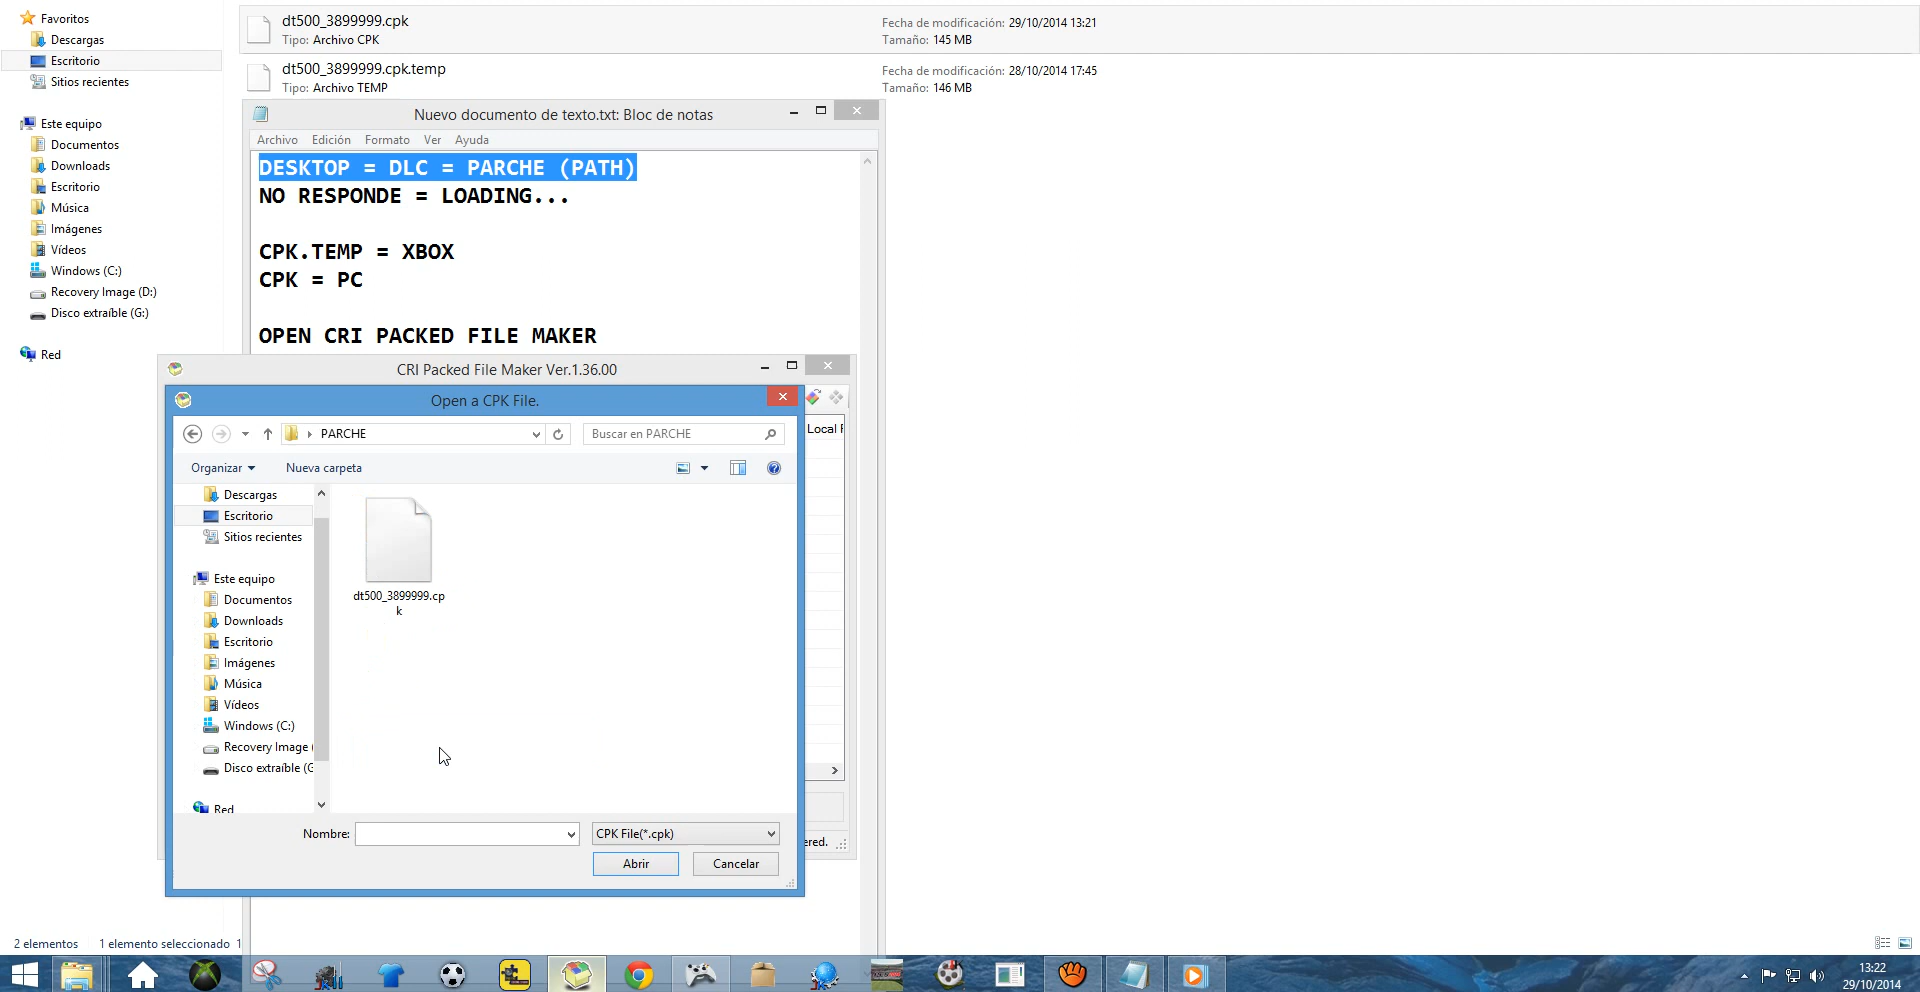 Favoritos
Descargas
Escritorio
Sitios recientes
Este equipo
Documentos
Downloads
Escritorio
Música
Imágenes
Vídeos
Windows (C:)
Recovery Image (D:)
Disco extraíble (G:)
Red
dt500_3899999.cpk
Tipo: Archivo CPK
Fecha de modificación: 29/10/2014 13:21
Tamaño: 145 MB
dt500_3899999.cpk.temp
Tipo: Archivo TEMP
Fecha de modificación: 28/10/2014 17:45
Tamaño: 146 MB
Nuevo documento de texto.txt: Bloc de notas
Archivo Edición Formato Ver Ayuda
DESKTOP = DLC = PARCHE (PATH)
NO RESPONDE = LOADING...
CPK.TEMP = XBOX
CPK = PC
OPEN CRI PACKED FILE MAKER
CRI Packed File Maker Ver.1.36.00
Local F
ered.
Open a CPK File.
PARCHE
Buscar en PARCHE
Organizar Nueva carpeta
Descargas
Escritorio
Sitios recientes
Este equipo
Documentos
Downloads
Escritorio
Imágenes
Música
Vídeos
Windows (C:)
Recovery Image (
Disco extraíble (G
Red
dt500_3899999.cp
k
Nombre:
CPK File(*.cpk)
Abrir Cancelar
2 elementos 1 elemento seleccionado 1
13:22
29/10/2014